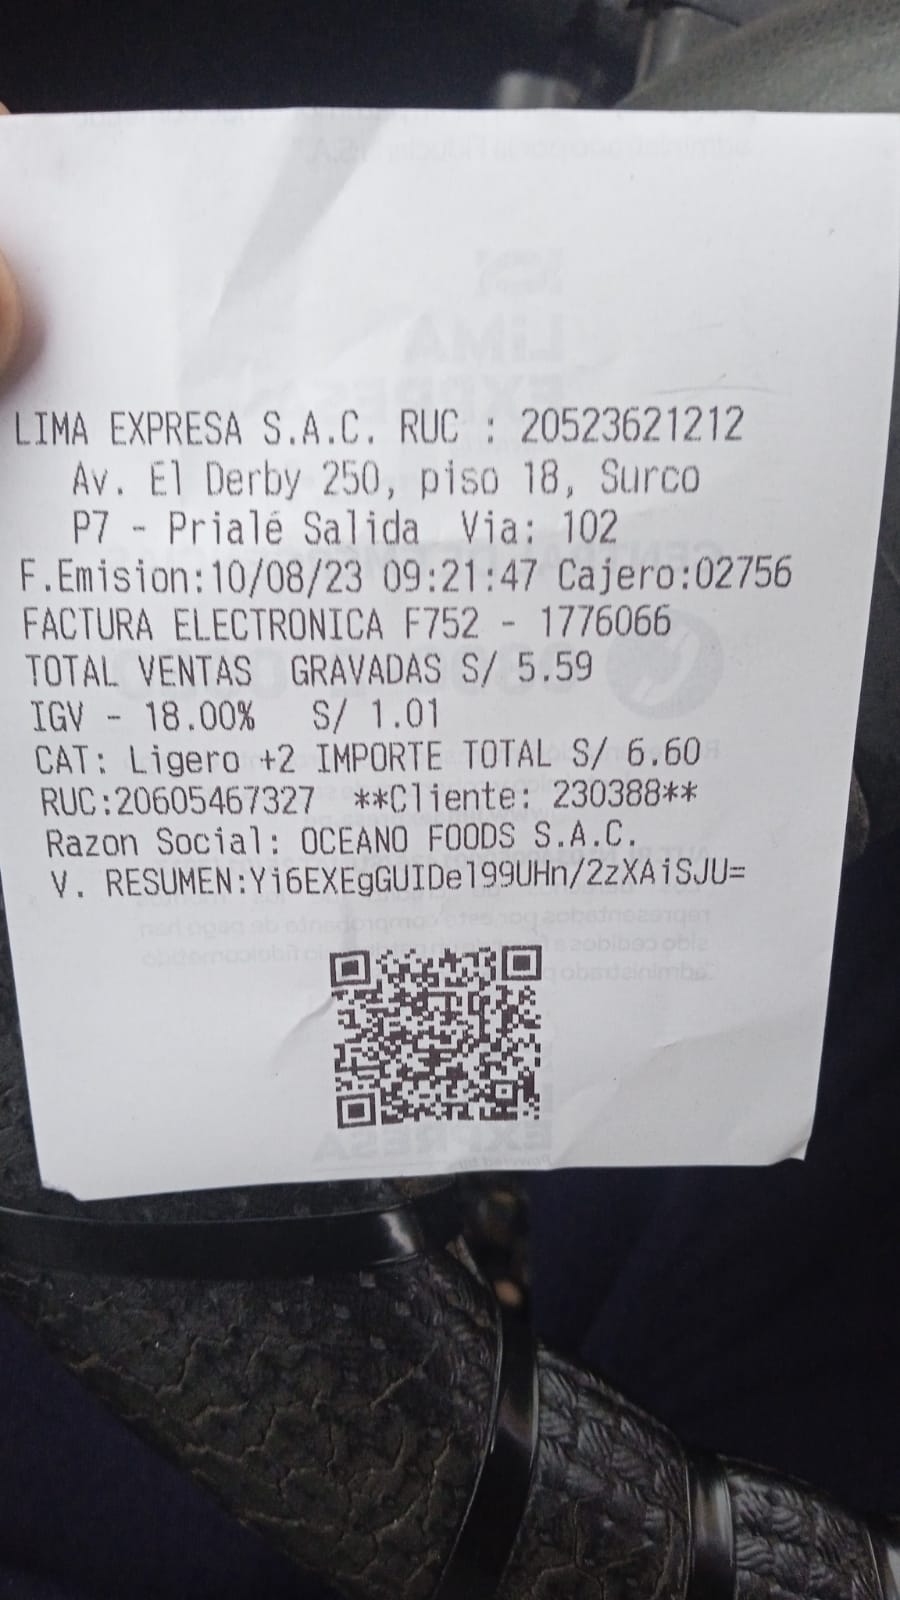 LIMA EXPRESA S.A.C. RUC : 20523621212
Av. El Derby 250, piso 18, Surco
P7 - Prialé Salida Via: 102
F.Emision:10/08/23 09:21:47 Cajero:02756
FACTURA ELECTRONICA F752 - 1776066
TOTAL VENTAS GRAVADAS S/ 5.59
IGV - 18.00% S/ 1.01
CAT: Ligero +2 IMPORTE TOTAL S/ 6.60
RUC:20605467327 **Cliente: 230388**
Razon Social: OCEANO FOODS S.A.C.
V. RESUMEN:Yi6EXEgGUIDel99UHn/2zXAiSJU=